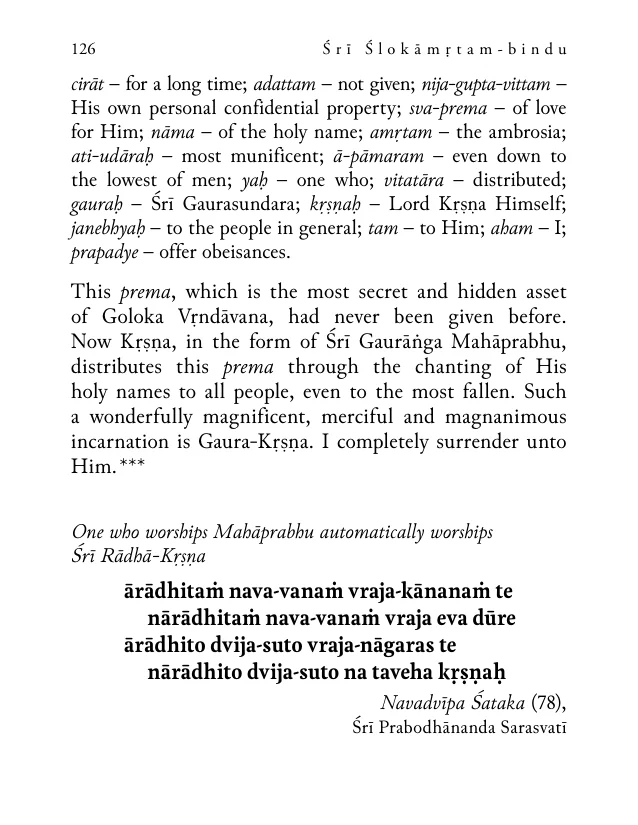 126 Śrī Ślokāmṛtam-bindu
cirāt – for a long time; adattam – not given; nija-gupta-vittam –
His own personal confidential property; sva-prema – of love
for Him; nāma – of the holy name; amṛtam – the ambrosia;
ati-udāraḥ – most munificent; ā-pāmaram – even down to
the lowest of men; yaḥ – one who; vitatāra – distributed;
gauraḥ – Śrī Gaurasundara; kṛṣṇaḥ – Lord Kṛṣṇa Himself;
janebhyaḥ – to the people in general; tam – to Him; aham – I;
prapadye – offer obeisances.
This prema, which is the most secret and hidden asset
of Goloka Vṛndāvana, had never been given before.
Now Kṛṣṇa, in the form of Śrī Gaurāṅga Mahāprabhu,
distributes this prema through the chanting of His
holy names to all people, even to the most fallen. Such
a wonderfully magnificent, merciful and magnanimous
incarnation is Gaura-Kṛṣṇa. I completely surrender unto
Him.***
One who worships Mahāprabhu automatically worships
Śrī Rādhā-Kṛṣṇa
ārādhitaṁ nava-vanaṁ vraja-kānanaṁ te
nārādhitaṁ nava-vanaṁ vraja eva dūre
ārādhito dvija-suto vraja-nāgaras te
nārādhito dvija-suto na taveha kṛṣṇaḥ
Navadvīpa Śataka (78),
Śrī Prabodhānanda Sarasvatī